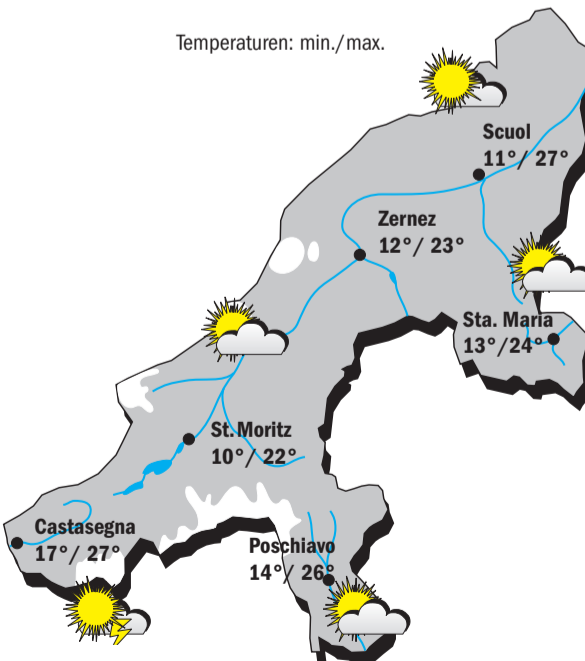 Temperaturen: min./max.
Scuol
11°/ 27°
Zernez
12°/ 23°
Sta. Maria
13°/24°
St. Moritz
10°/ 22°
Castasegna
17°/ 27°
Poschiavo
14°/ 26°